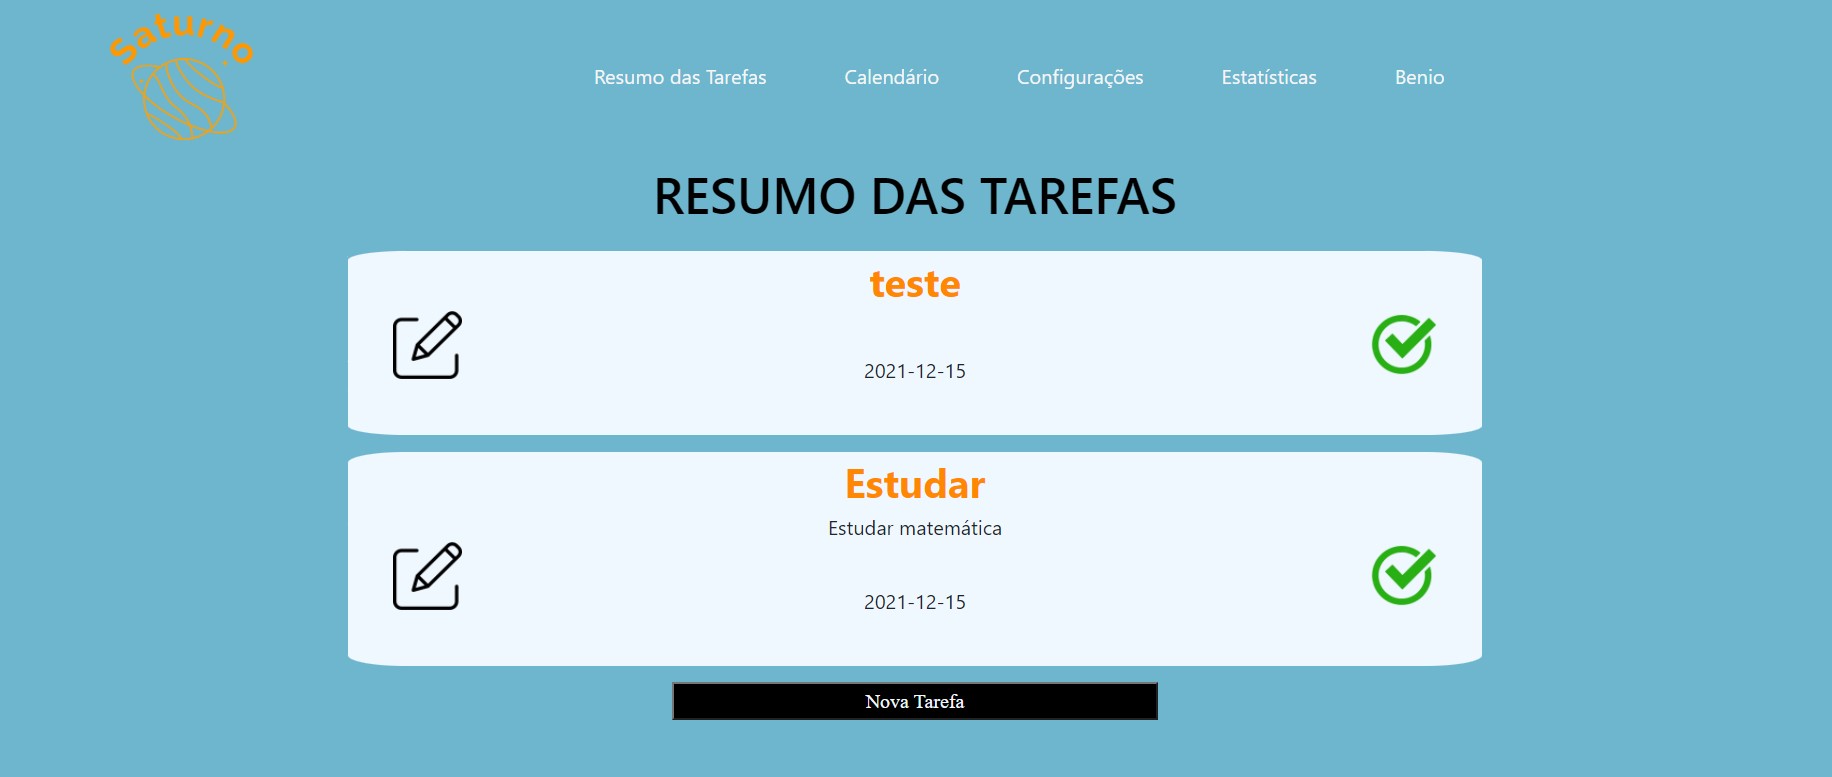 Saturno
Resumo das Tarefas
Calendário
Configurações
Estatísticas
Benio
RESUMO DAS TAREFAS
teste
2021-12-15
Estudar
Estudar matemática
2021-12-15
Nova Tarefa